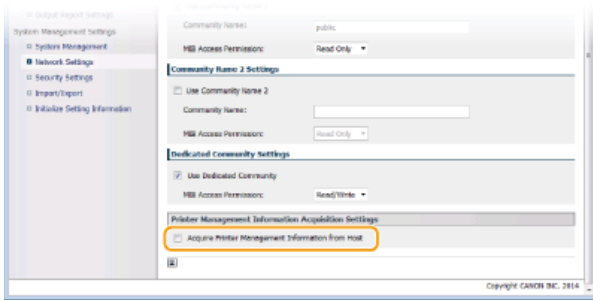 Output Report Settings
System Management Settings
System Management
Network Settings
Security Settings
Import/Export
Initialize Setting Information
Community Name:
public
MIB Access Permission:
Read Only
Community Name 2 Settings
Use Community Name 2
Community Name:
MIB Access Permission:
Read Only
Dedicated Community Settings
Use Dedicated Community
MIB Access Permission:
Read/Write
Printer Management Information Acquisition Settings
Acquire Printer Management Information from Host
Copyright CANON INC. 2014